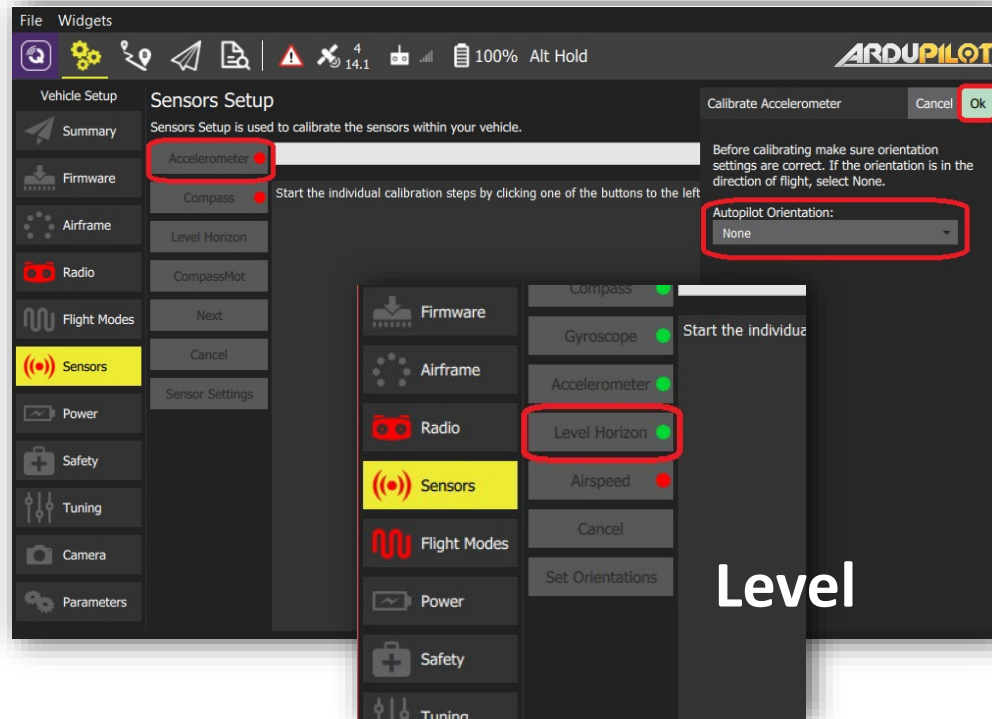 File Widgets
4
14.1
100%
Alt Hold
ARDUPILOT
Vehicle Setup
Summary
Firmware
Airframe
Radio
Flight Modes
Sensors
Power
Safety
Tuning
Camera
Parameters
Sensors Setup
Sensors Setup is used to calibrate the sensors within your vehicle.
Accelerometer
Compass
Level Horizon
CompassMot
Next
Cancel
Sensor Settings
Start the individual calibration steps by clicking one of the buttons to the left
Calibrate Accelerometer
Cancel
Ok
Before calibrating make sure orientation
settings are correct. If the orientation is in the
direction of flight, select None.
Autopilot Orientation:
None
Firmware
Airframe
Radio
Sensors
Flight Modes
Power
Safety
Tuning
Compass
Gyroscope
Accelerometer
Level Horizon
Airspeed
Cancel
Set Orientations
Start the individua
Level